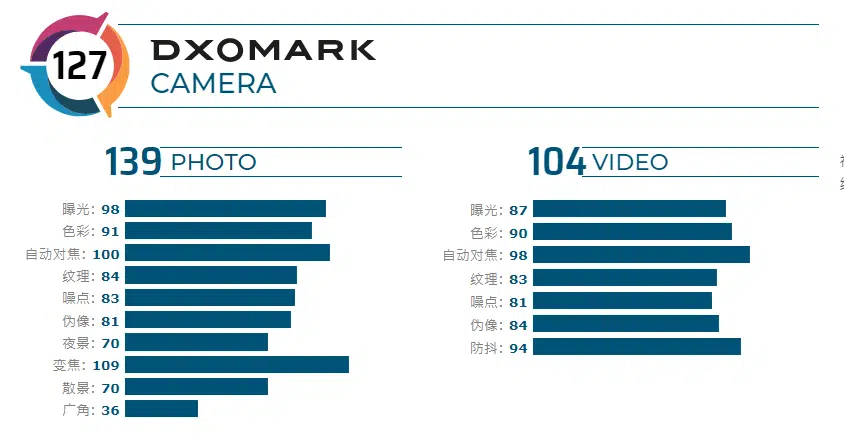 127
DXOMARK
CAMERA
139 PHOTO
曝光: 98
色彩: 91
自动对焦: 100
纹理: 84
噪点: 83
伪像: 81
夜景: 70
变焦: 109
散景: 70
广角: 36
104 VIDEO
曝光: 87
色彩: 90
自动对焦: 98
纹理: 83
噪点: 81
伪像: 84
防抖: 94